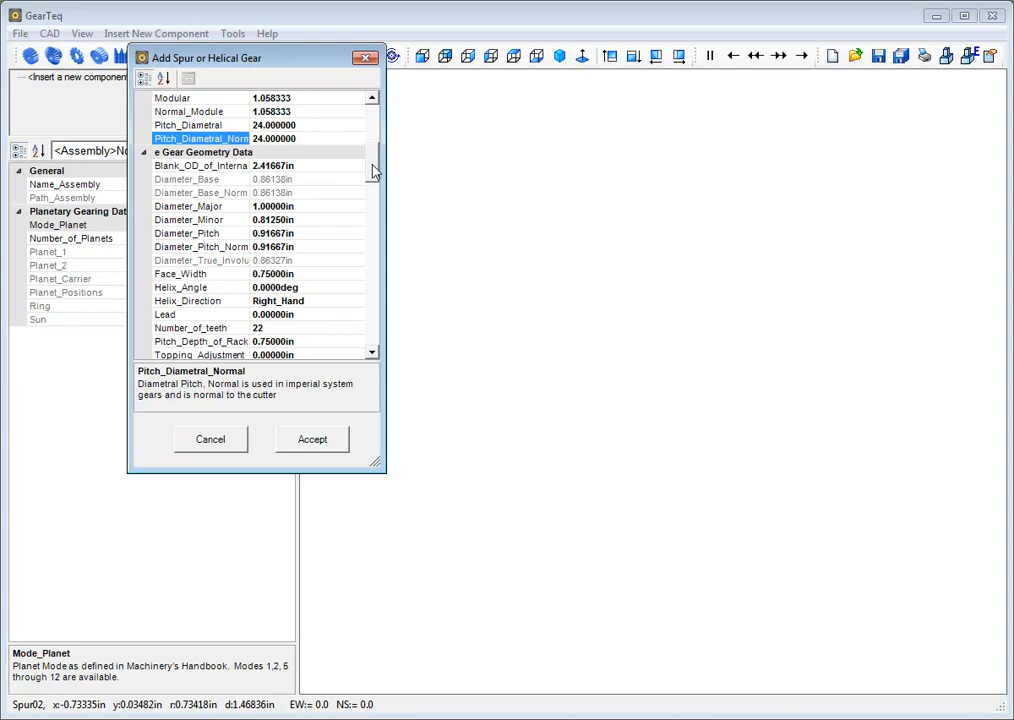 GearTeq
File CAD View Insert New Component Tools Help
<Insert a new componen
<Assembly>No
General
Name_Assembly
Path_Assembly
Planetary Gearing Dat
Mode_Planet
Number_of_Planets
Planet_1
Planet_2
Planet_Carrier
Planet_Positions
Ring
Sun
Add Spur or Helical Gear
Modular 1.058333
Normal_Module 1.058333
Pitch_Diametral 24.000000
Pitch_Diametral_Norm 24.000000
e Gear Geometry Data
Blank_OD_of_Interna 2.41667in
Diameter_Base 0.86138in
Diameter_Base_Norm 0.86138in
Diameter_Major 1.00000in
Diameter_Minor 0.81250in
Diameter_Pitch 0.91667in
Diameter_Pitch_Norm 0.91667in
Diameter_True_Involu 0.86327in
Face_Width 0.75000in
Helix_Angle 0.0000deg
Helix_Direction Right_Hand
Lead 0.00000in
Number_of_teeth 22
Pitch_Depth_of_Rack 0.75000in
Topping_Adjustment 0.00000in
Pitch_Diametral_Normal
Diametral Pitch, Normal is used in imperial system
gears and is normal to the cutter
Cancel Accept
Mode_Planet
Planet Mode as defined in Machinery's Handbook. Modes 1,2, 5
through 12 are available.
Spur02, x:-0.73335in y:0.03482in r:0.73418in d:1.46836in EW:= 0.0 NS:= 0.0